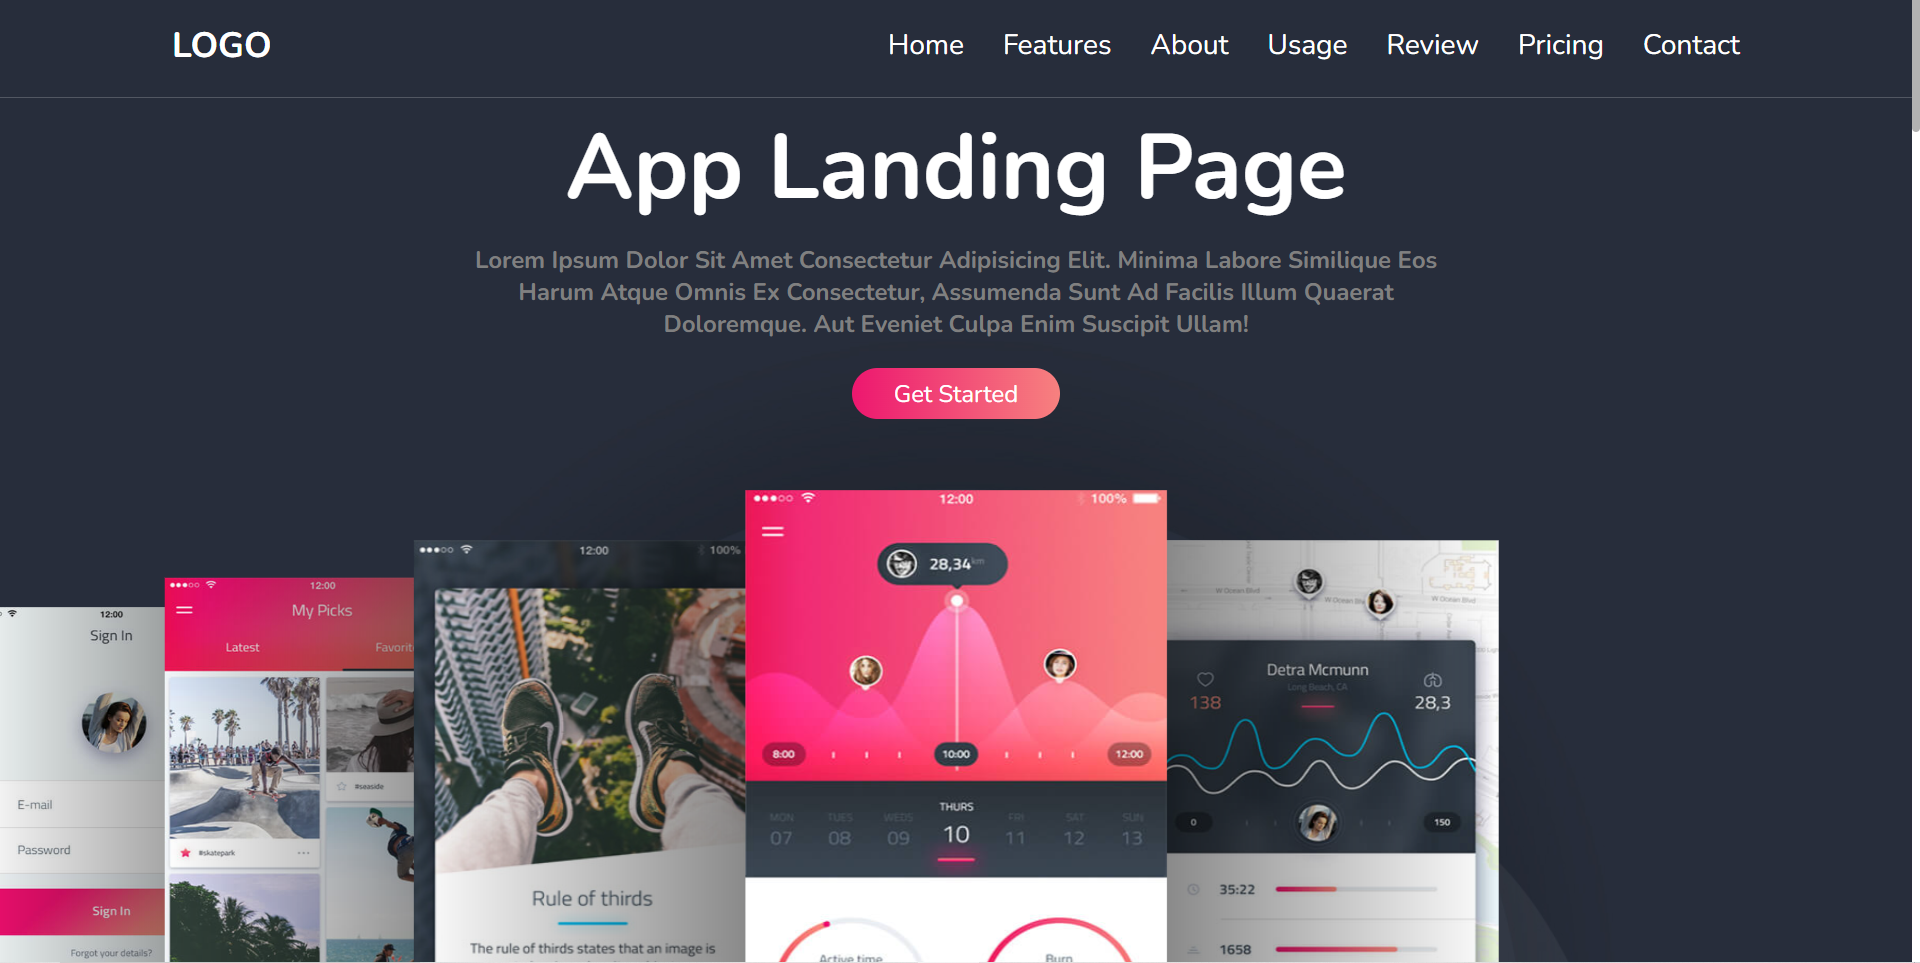 LOGO
Home Features About Usage Review Pricing Contact
App Landing Page
Lorem Ipsum Dolor Sit Amet Consectetur Adipisicing Elit. Minima Labore Similique Eos
Harum Atque Omnis Ex Consectetur, Assumenda Sunt Ad Facilis Illum Quaerat
Doloremque. Aut Eveniet Culpa Enim Suscipit Ullam!
Get Started
12:00
Sign In
E-mail
Password
Sign In
Forgot your details?
12:00
My Picks
Latest
#seaside
#skatepark
12:00 100%
Rule of thirds
The rule of thirds states that an image is
12:00 100%
28,34 km
8:00 10:00 12:00
THURS
MON TUES WEDS FRI SAT SUN
07 08 09 10 11 12 13
Active time
Burn
W Ocean Blvd
W Ocean Blvd
Detra Mcmunn
Long Beach, CA
138
28,3
0
150
35:22
1658